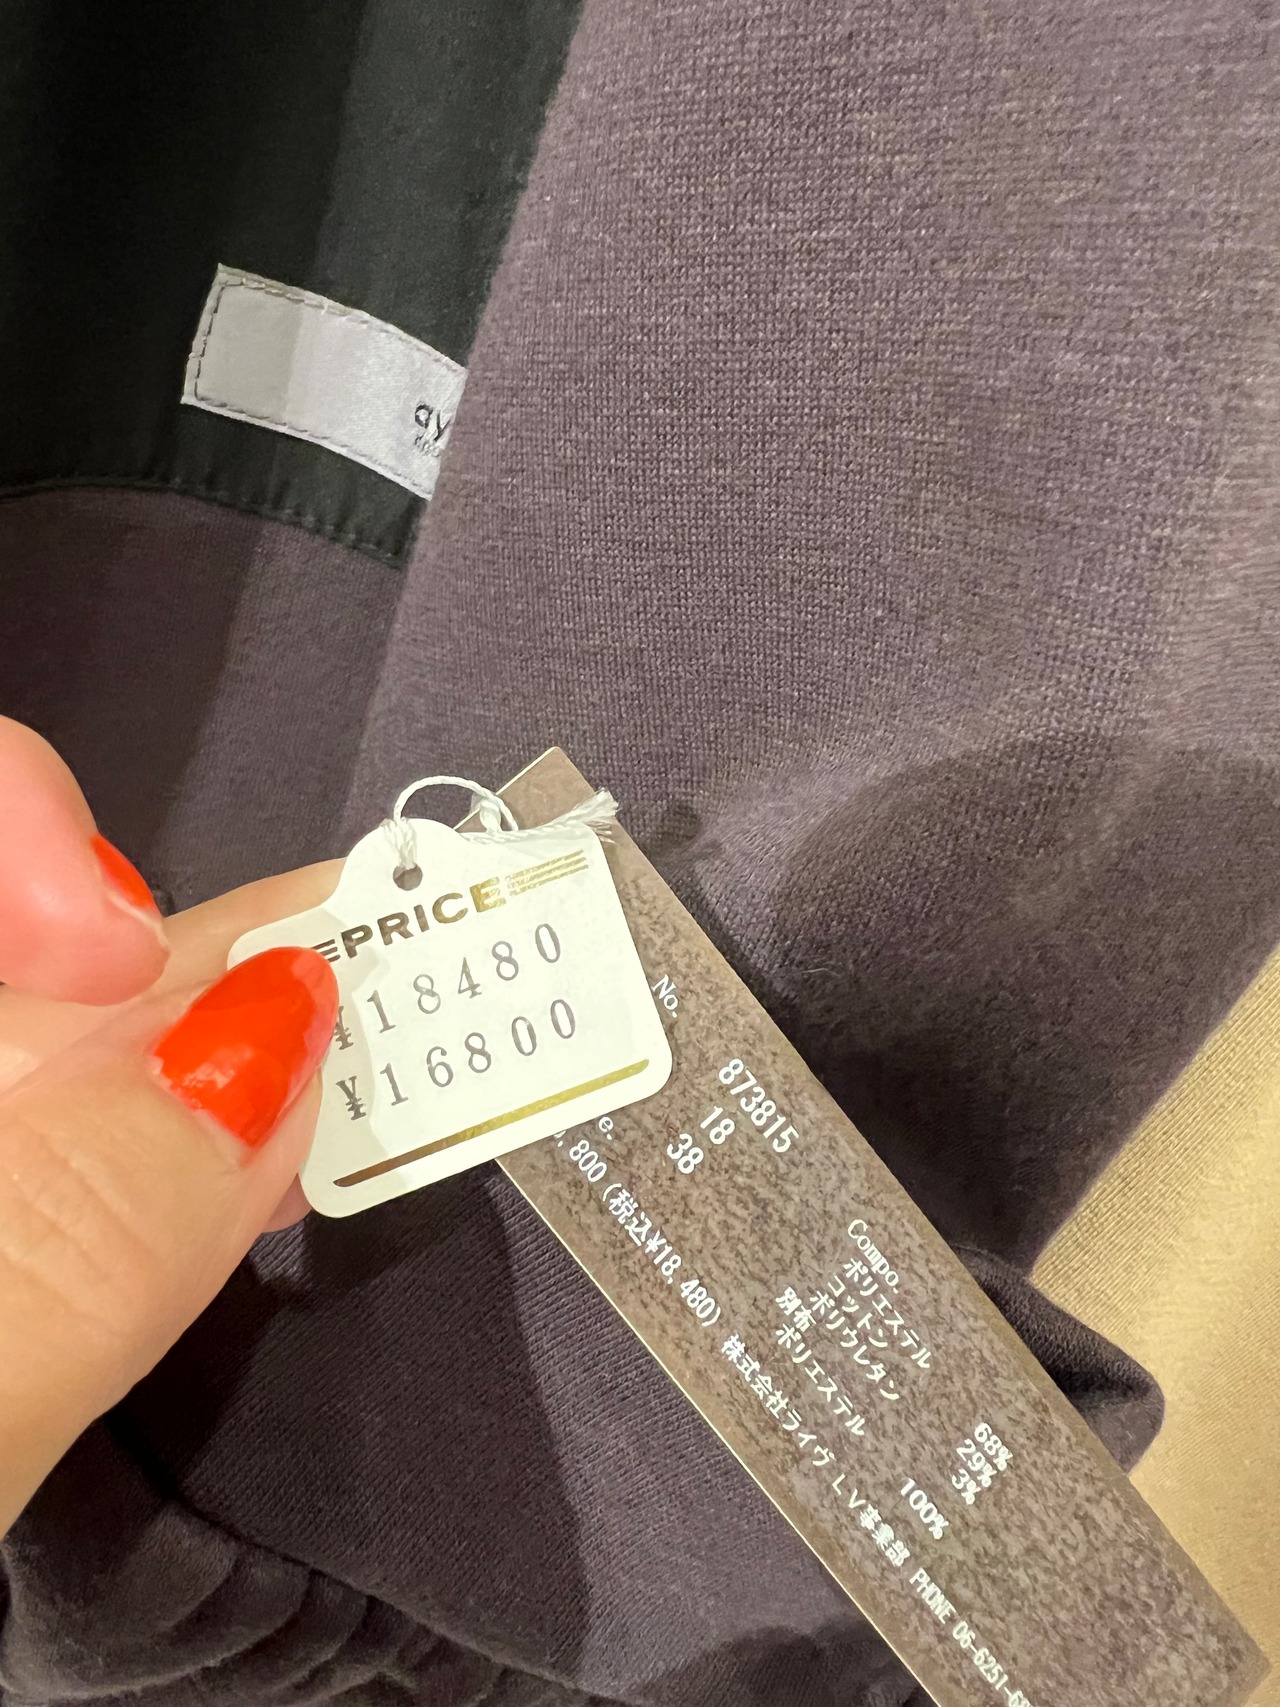 ay
PRICE
¥18480
¥16800
No.
873815
18
38
800(税込¥18,480)
Compo.
ポリエステル 68%
コットン 29%
ポリウレタン 3%
別布
ポリエステル 100%
株式会社ライヴ LV事業部 PHONE 06-6251-6